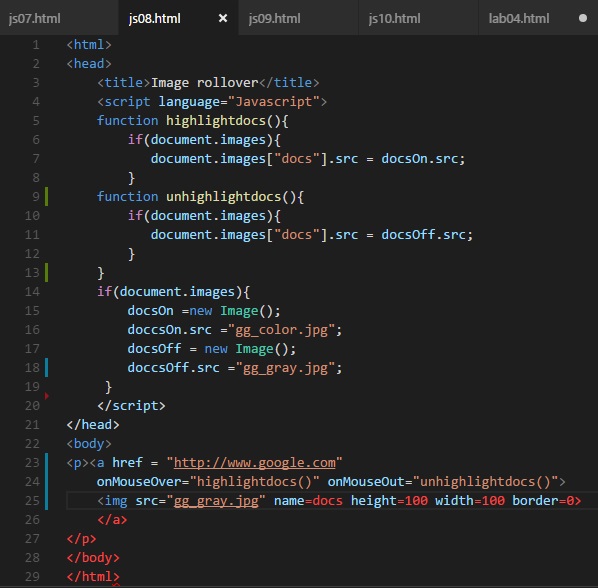 js07.html js08.html × js09.html js10.html lab04.html
1 <html>
2 <head>
3 <title>Image rollover</title>
4 <script language="Javascript">
5 function highlightdocs(){
6 if(document.images){
7 document.images["docs"].src = docsOn.src;
8 }
9 function unhighlightdocs(){
10 if(document.images){
11 document.images["docs"].src = docsOff.src;
12 }
13 }
14 if(document.images){
15 docsOn =new Image();
16 doccsOn.src ="gg_color.jpg";
17 docsOff = new Image();
18 doccsOff.src ="gg_gray.jpg";
19 }
20 </script>
21 </head>
22 <body>
23 <p><a href = "http://www.google.com"
24 onMouseOver="highlightdocs()" onMouseOut="unhighlightdocs()">
25 <img src="gg_gray.jpg" name=docs height=100 width=100 border=0>
26 </a>
27 </p>
28 </body>
29 </html>